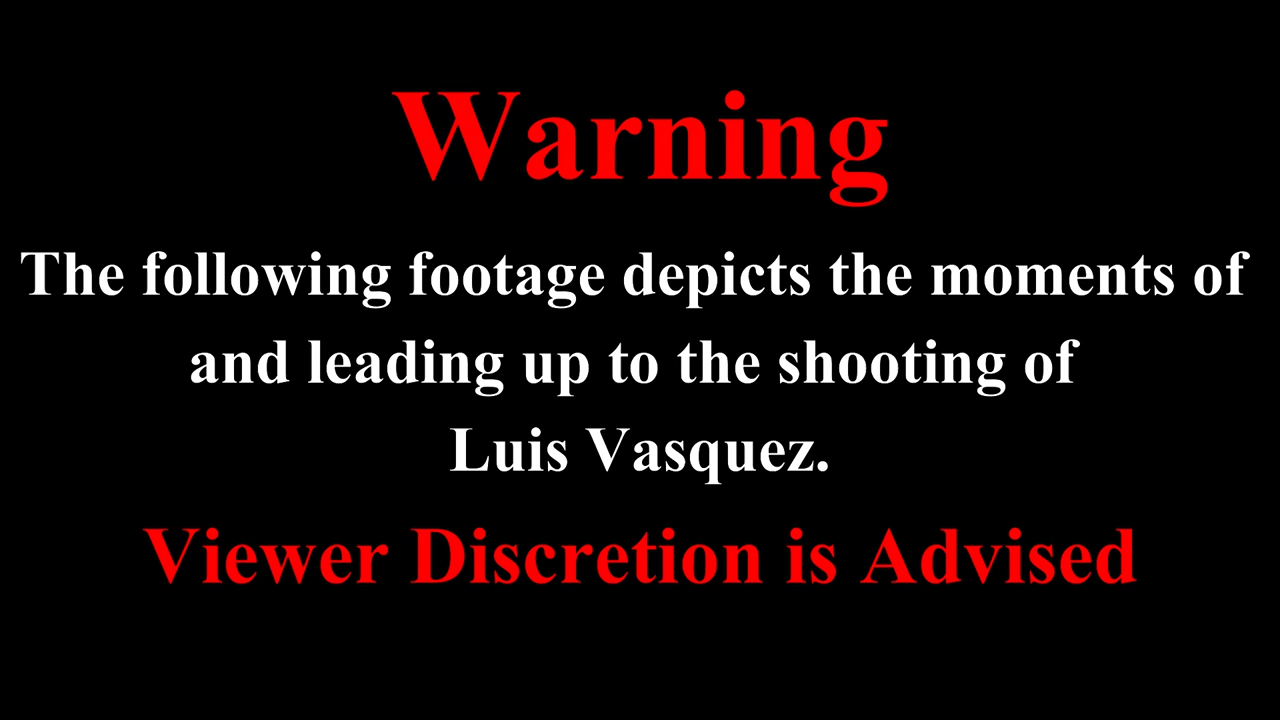 Warning
The following footage depicts the moments of
and leading up to the shooting of
Luis Vasquez.
Viewer Discretion is Advised